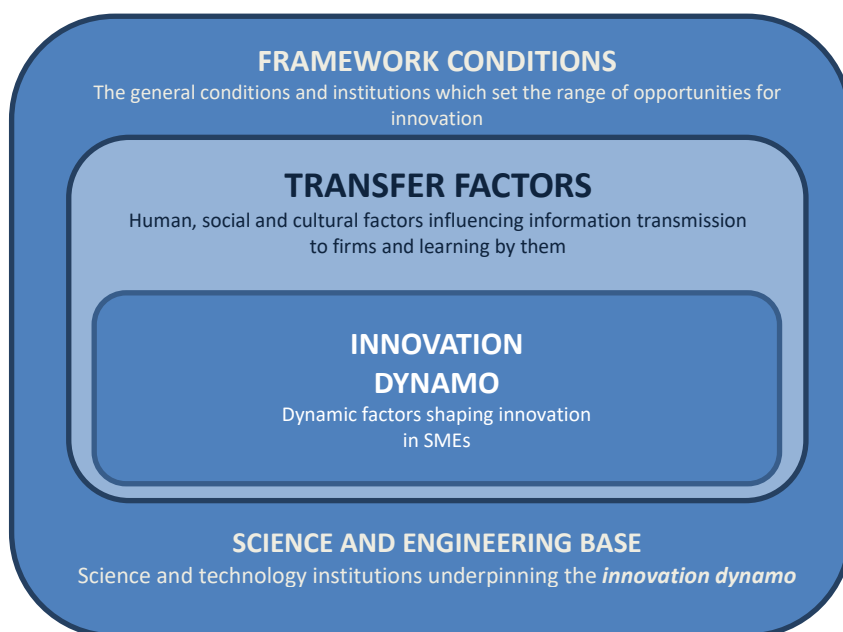 FRAMEWORK CONDITIONS
The general conditions and institutions which set the range of opportunities for
innovation
TRANSFER FACTORS
Human, social and cultural factors influencing information transmission
to firms and learning by them
INNOVATION
DYNAMO
Dynamic factors shaping innovation
in SMEs
SCIENCE AND ENGINEERING BASE
Science and technology institutions underpinning the innovation dynamo